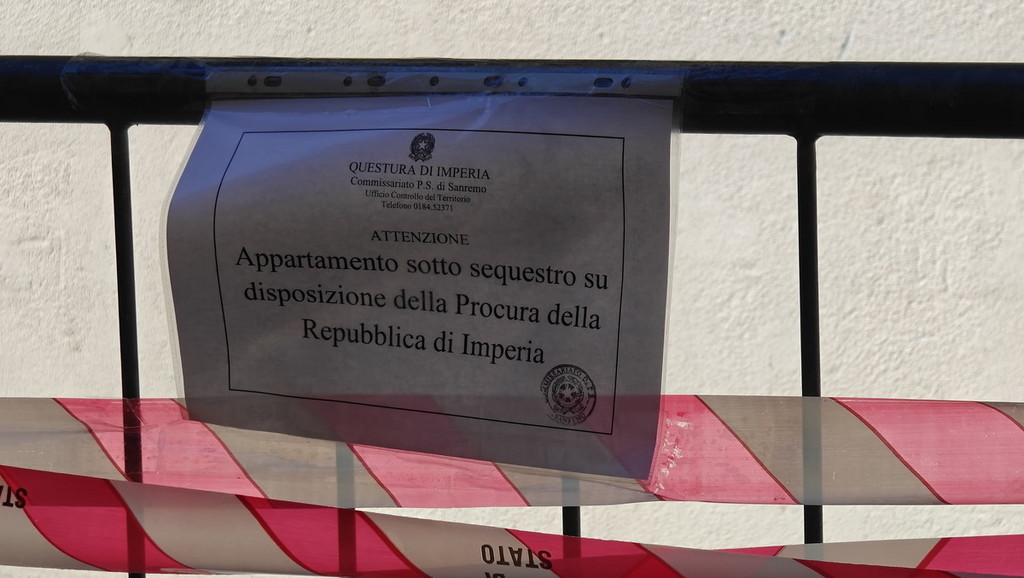 QUESTURA DI IMPERIA
Commissariato P.S. di Sanremo
Ufficio Controllo del Territorio
Telefono 0184.52371
ATTENZIONE
Appartamento sotto sequestro su
disposizione della Procura della
Repubblica di Imperia
STATO